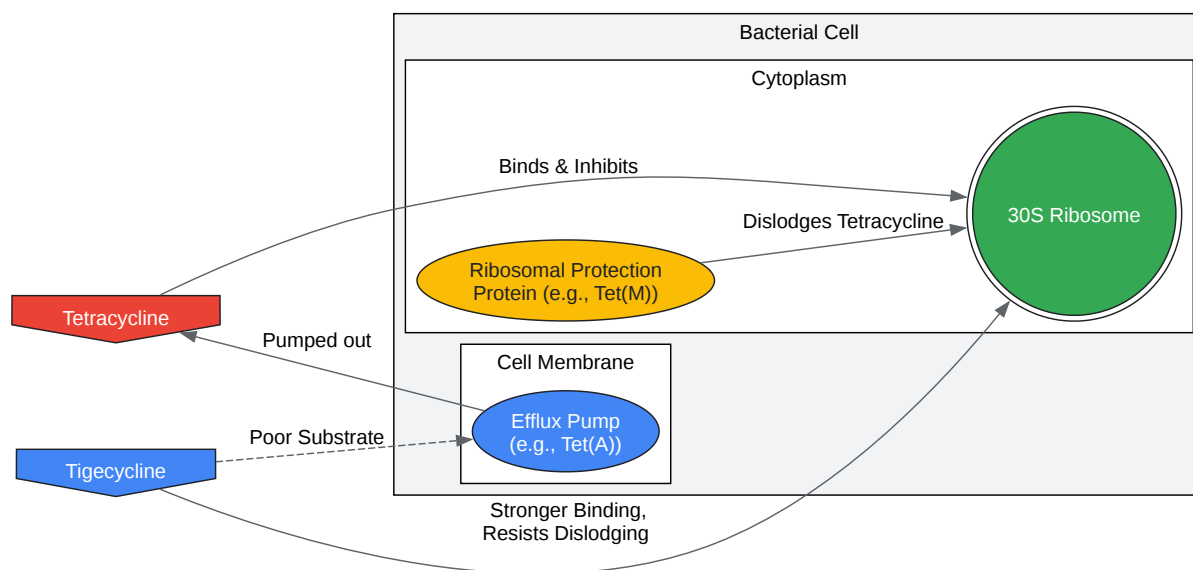 Bacterial Cell
Cytoplasm
Binds & Inhibits
Dislodges Tetracycline
30S Ribosome
Ribosomal Protection
Protein (e.g., Tet(M))
Tetracycline
Pumped out
Cell Membrane
Efflux Pump
(e.g., Tet(A))
Poor Substrate
Tigecycline
Stronger Binding,
Resists Dislodging